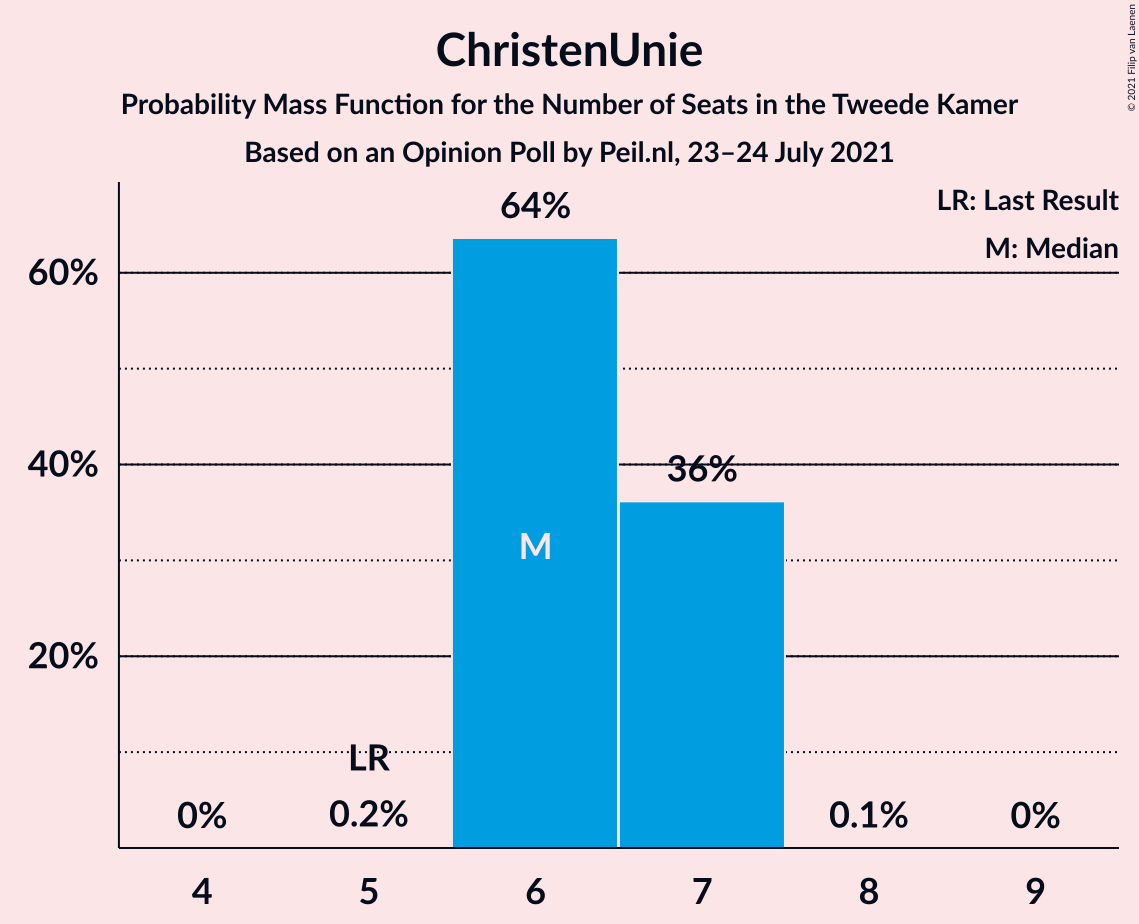 ChristenUnie
Probability Mass Function for the Number of Seats in the Tweede Kamer
Based on an Opinion Poll by Peil.nl, 23–24 July 2021
© 2021 Filip van Laenen
LR: Last Result
M: Median
64%
60%
40%
36%
M
20%
LR
0%
0.2%
0.1%
0%
4
5
6
7
8
9